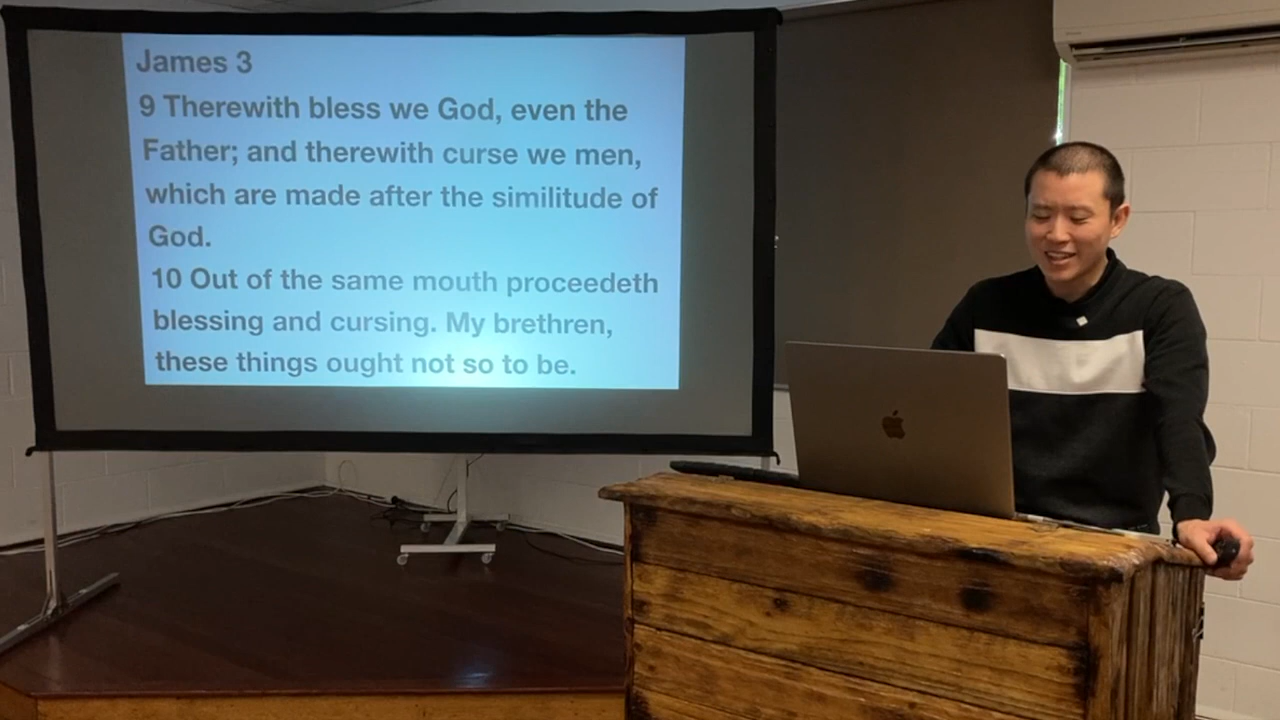 James 3
9 Therewith bless we God, even the
Father; and therewith curse we men,
which are made after the similitude of
God.
10 Out of the same mouth proceedeth
blessing and cursing. My brethren,
these things ought not so to be.